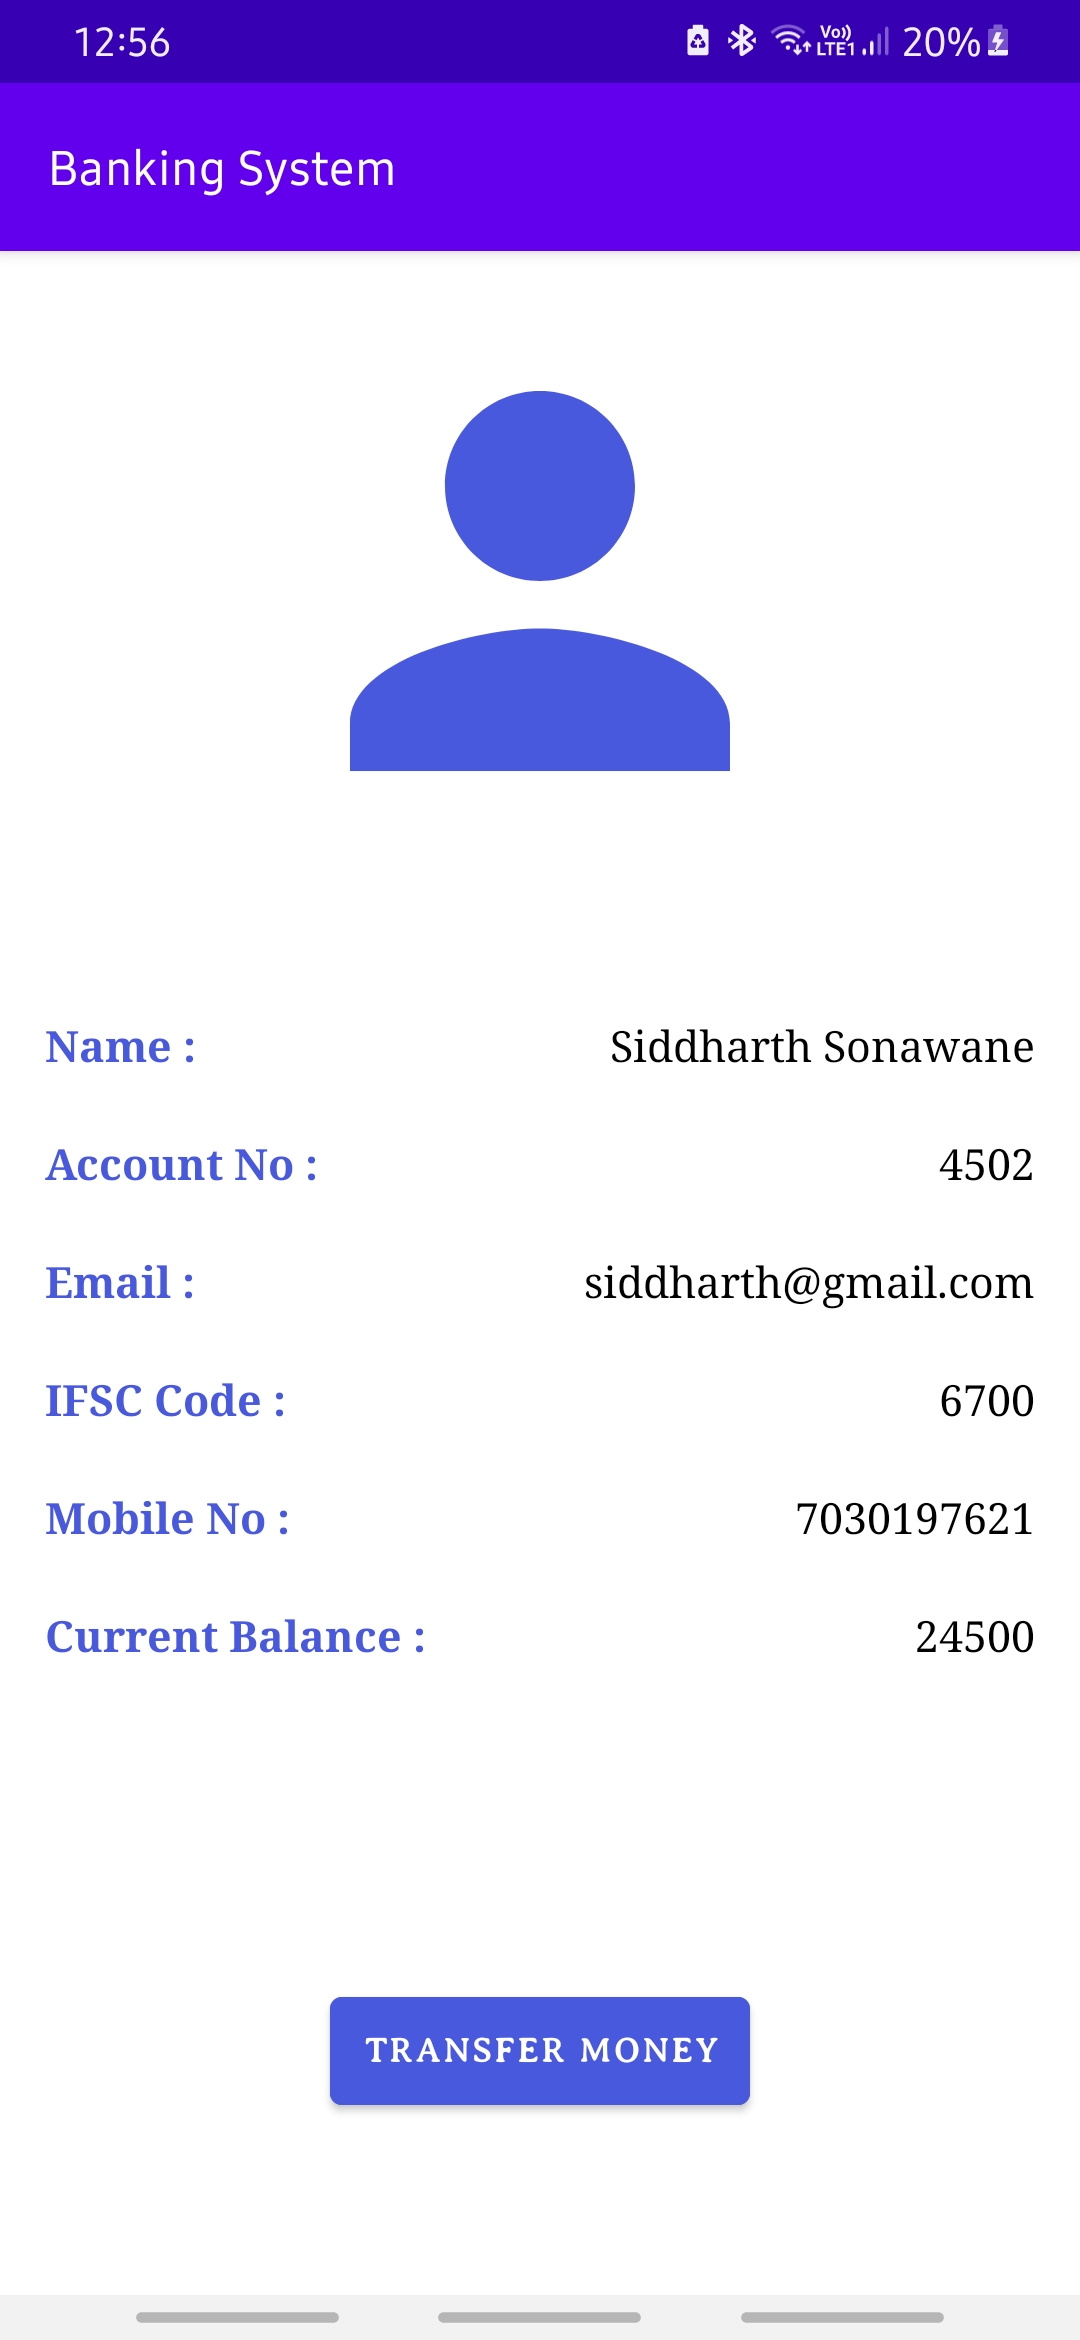 12:56
Vo)) LTE1 20%
Banking System
Name : Siddharth Sonawane
Account No : 4502
Email : siddharth@gmail.com
IFSC Code : 6700
Mobile No : 7030197621
Current Balance : 24500
TRANSFER MONEY